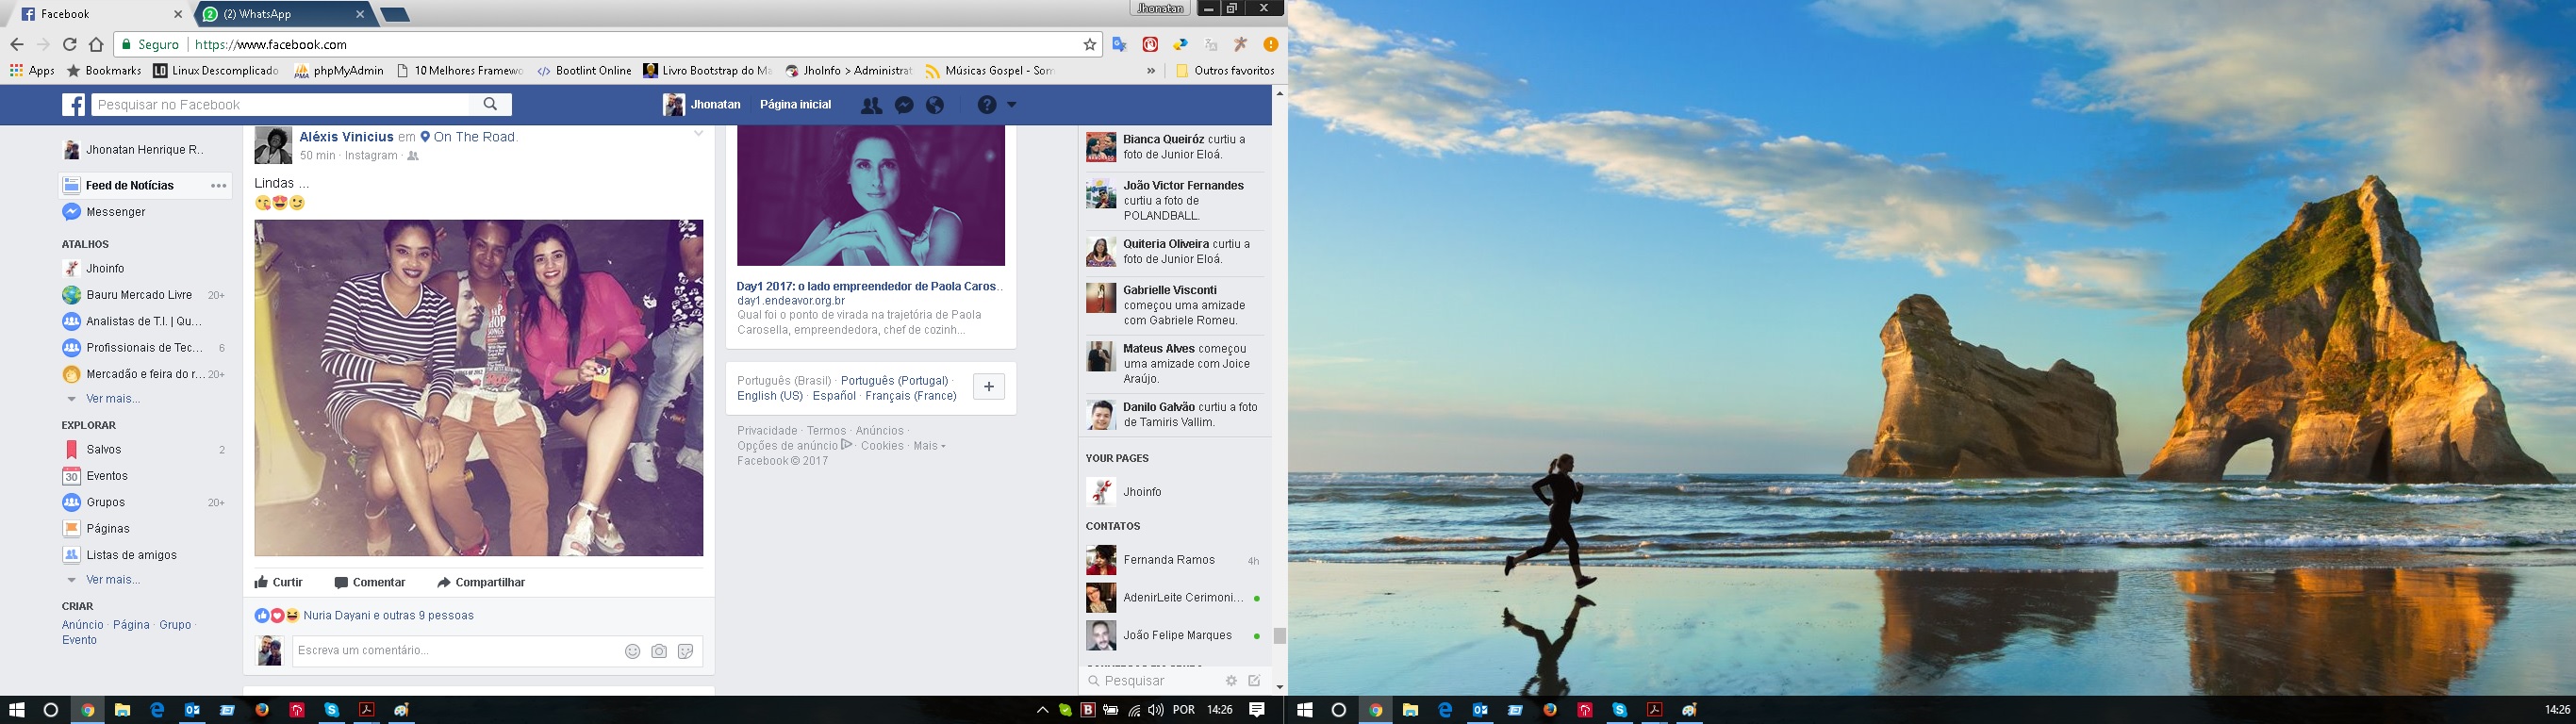 Facebook
(2) WhatsApp
Jhonatan
Seguro
https://www.facebook.com
Apps
Bookmarks
Linux Descomplicado
phpMyAdmin
10 Melhores Framewo
Bootlint Online
Livro Bootstrap do Ma
JhoInfo > Administrat
Músicas Gospel - Som
»
Outros favoritos
Pesquisar no Facebook
Jhonatan
Página inicial
Jhonatan Henrique R..
Feed de Notícias
Messenger
ATALHOS
Jhoinfo
Bauru Mercado Livre 20+
Analistas de T.I. | Qu...
Profissionais de Tec... 6
Mercadão e feira do r... 20+
Ver mais...
EXPLORAR
Salvos 2
30 Eventos
Grupos 20+
Páginas
Listas de amigos
Ver mais...
CRIAR
Anúncio · Página · Grupo ·
Evento
Aléxis Vinicius em On The Road.
50 min · Instagram ·
Lindas ...
HIP
HOP
SONGS
Curtir
Comentar
Compartilhar
Nuria Dayani e outras 9 pessoas
Escreva um comentário...
Day1 2017: o lado empreendedor de Paola Caros..
day1.endeavor.org.br
Qual foi o ponto de virada na trajetória de Paola
Carosella, empreendedora, chef de cozinh...
Português (Brasil) · Português (Portugal) ·
English (US) · Español · Français (France)
Privacidade · Termos · Anúncios ·
Opções de anúncio · Cookies · Mais
Facebook © 2017
Bianca Queiróz curtiu a
foto de Junior Eloá.
João Victor Fernandes
curtiu a foto de
POLANDBALL.
Quiteria Oliveira curtiu a
foto de Junior Eloá.
Gabrielle Visconti
começou uma amizade
com Gabriele Romeu.
Mateus Alves começou
uma amizade com Joice
Araújo.
Danilo Galvão curtiu a foto
de Tamiris Vallim.
YOUR PAGES
Jhoinfo
CONTATOS
Fernanda Ramos 4h
AdenirLeite Cerimoni...
João Felipe Marques
Pesquisar
POR
14:26
14:26